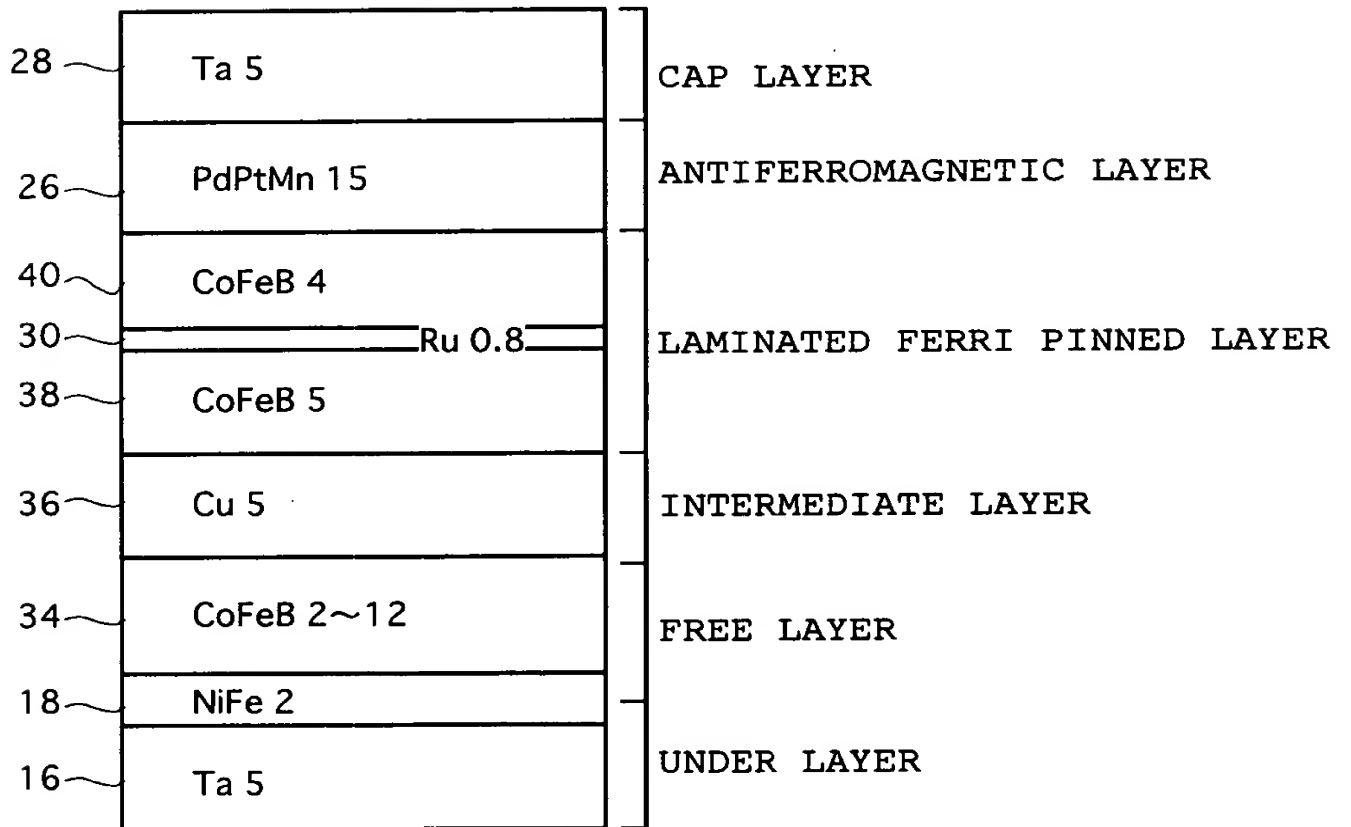 28 Ta 5 CAP LAYER
26 PdPtMn 15 ANTIFERROMAGNETIC LAYER
40 CoFeB 4
30 Ru 0.8 LAMINATED FERRI PINNED LAYER
38 CoFeB 5
36 Cu 5 INTERMEDIATE LAYER
34 CoFeB 2～12 FREE LAYER
18 NiFe 2
16 Ta 5 UNDER LAYER